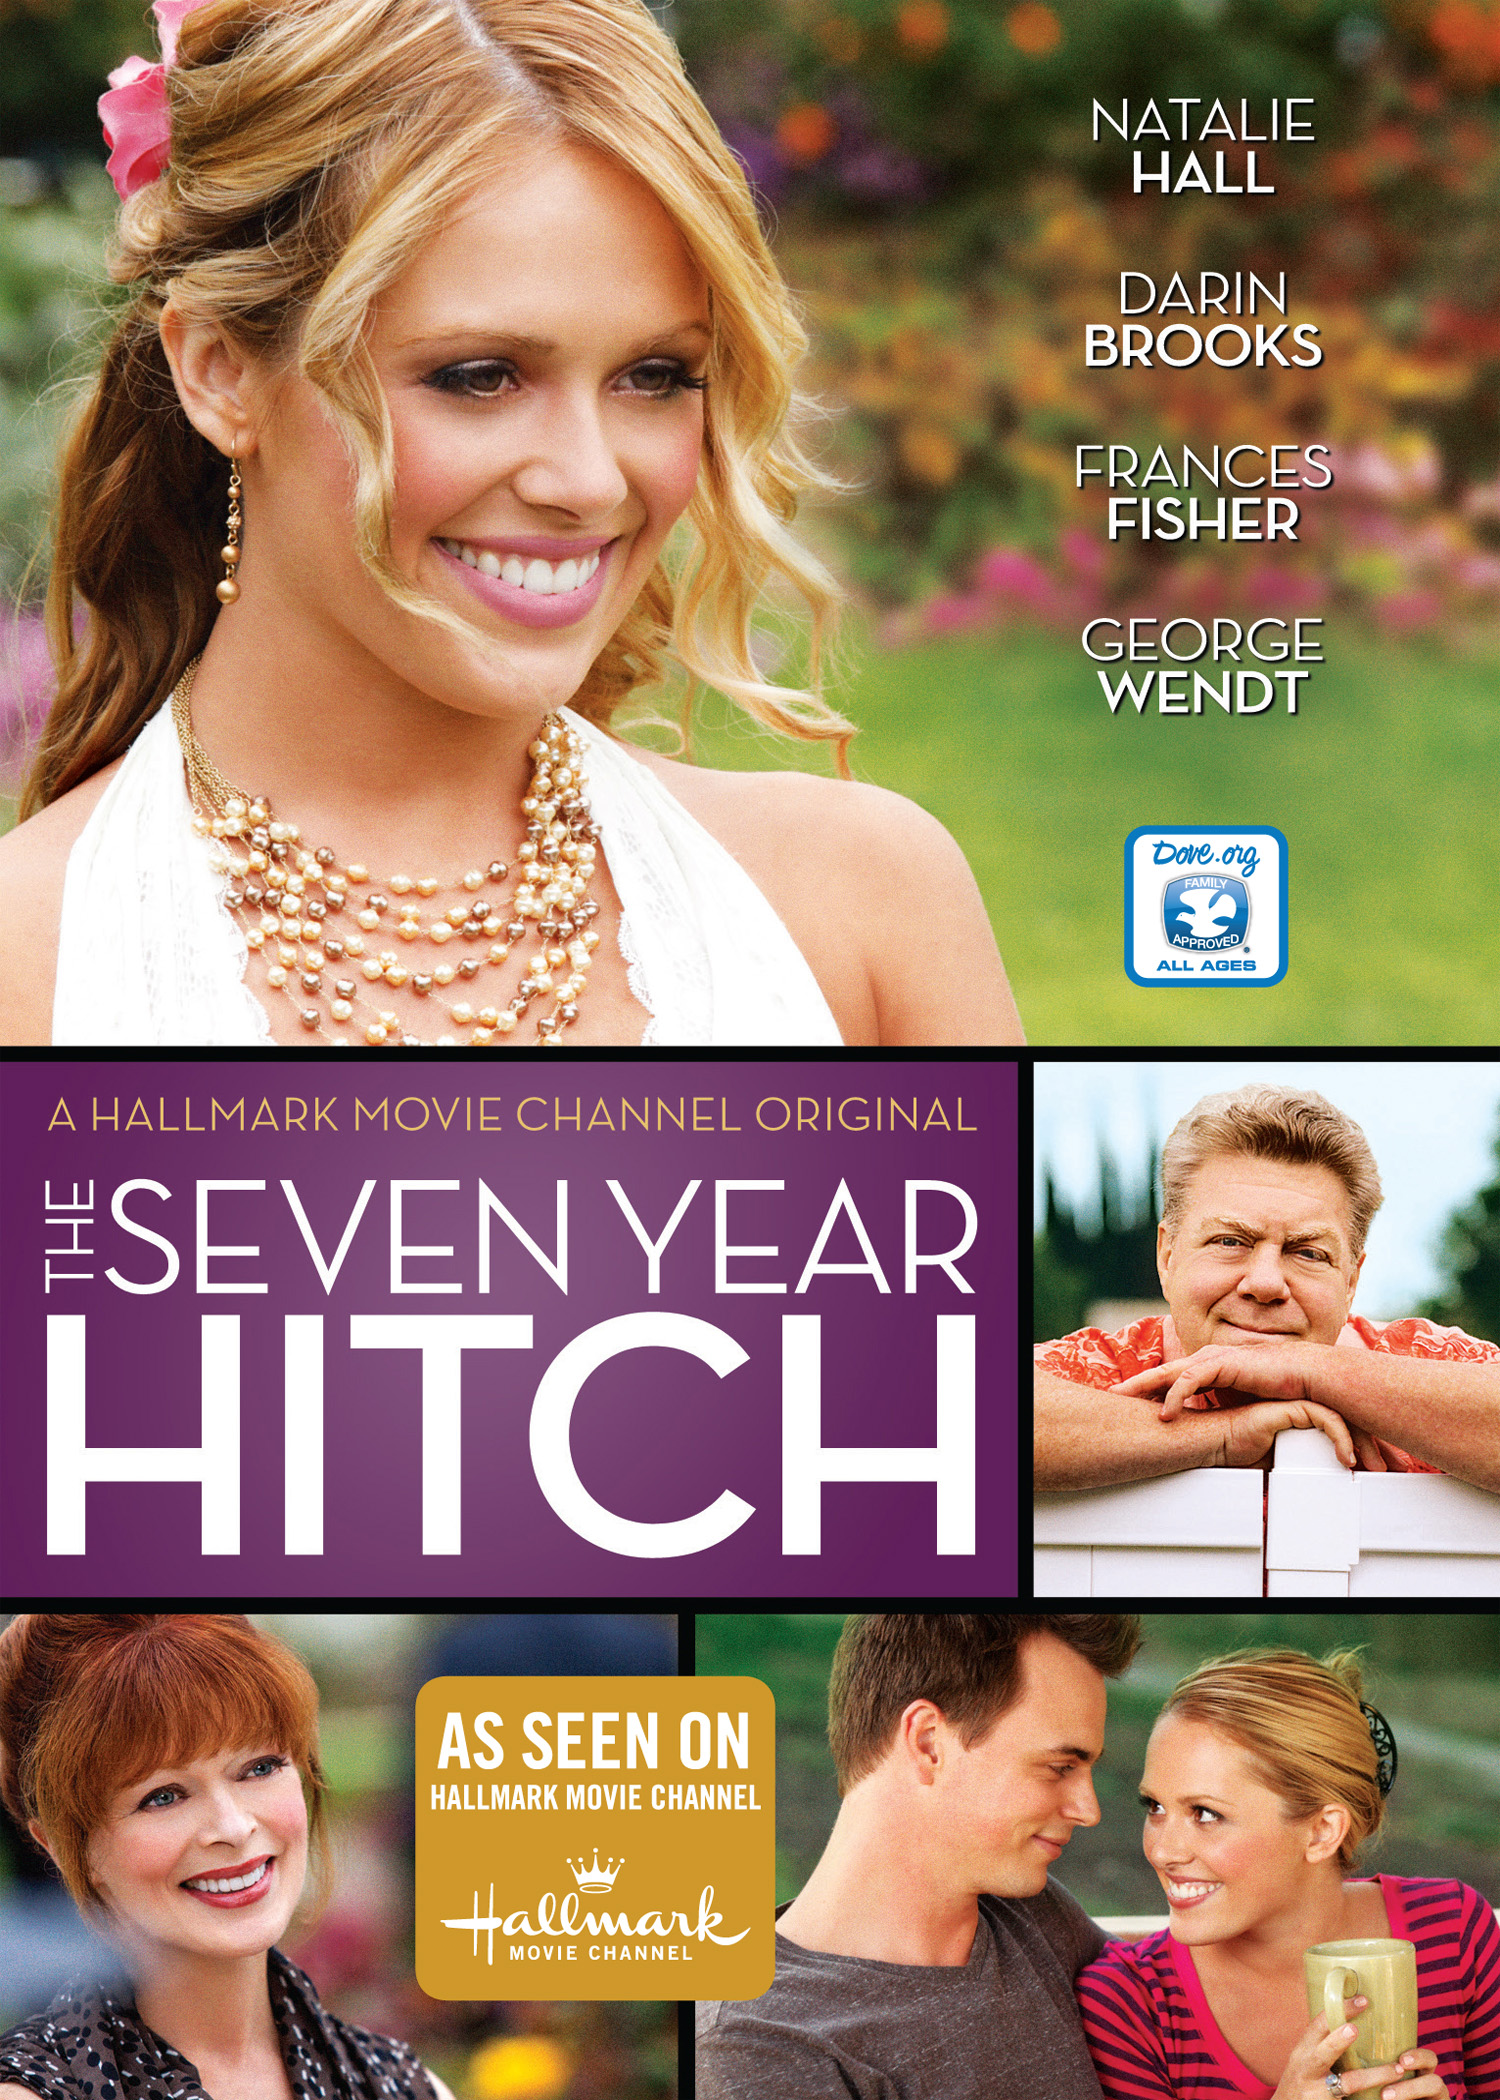 NATALIE
HALL
DARIN
BROOKS
FRANCES
FISHER
GEORGE
WENDT
Dove.org
FAMILY
APPROVED
ALL AGES
A HALLMARK MOVIE CHANNEL ORIGINAL
THE SEVEN YEAR
HITCH
AS SEEN ON
HALLMARK MOVIE CHANNEL
Hallmark
MOVIE CHANNEL